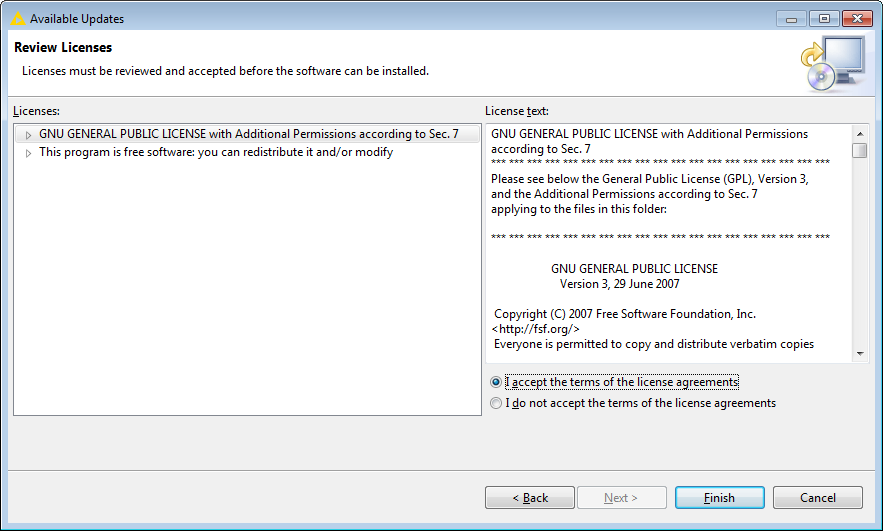 Available Updates
Review Licenses
Licenses must be reviewed and accepted before the software can be installed.
Licenses:
GNU GENERAL PUBLIC LICENSE with Additional Permissions according to Sec. 7
This program is free software: you can redistribute it and/or modify
License text:
GNU GENERAL PUBLIC LICENSE with Additional Permissions
according to Sec. 7
*** *** *** *** *** *** *** *** *** *** *** *** *** *** *** *** *** *** ***
Please see below the General Public License (GPL), Version 3,
and the Additional Permissions according to Sec. 7
applying to the files in this folder:
*** *** *** *** *** *** *** *** *** *** *** *** *** *** *** *** *** *** ***
GNU GENERAL PUBLIC LICENSE
Version 3, 29 June 2007
Copyright (C) 2007 Free Software Foundation, Inc.
<http://fsf.org/>
Everyone is permitted to copy and distribute verbatim copies
I accept the terms of the license agreements
I do not accept the terms of the license agreements
< Back
Next >
Finish
Cancel